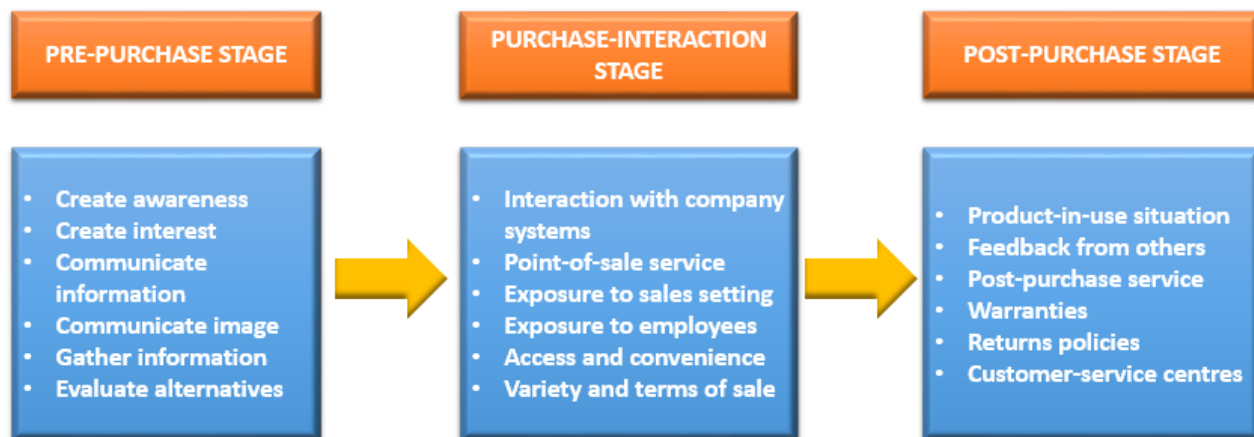 PRE-PURCHASE STAGE
PURCHASE-INTERACTION
STAGE
POST-PURCHASE STAGE
• Create awareness
• Create interest
• Communicate
information
• Communicate image
• Gather information
• Evaluate alternatives
• Interaction with company
systems
• Point-of-sale service
• Exposure to sales setting
• Exposure to employees
• Access and convenience
• Variety and terms of sale
• Product-in-use situation
• Feedback from others
• Post-purchase service
• Warranties
• Returns policies
• Customer-service centres